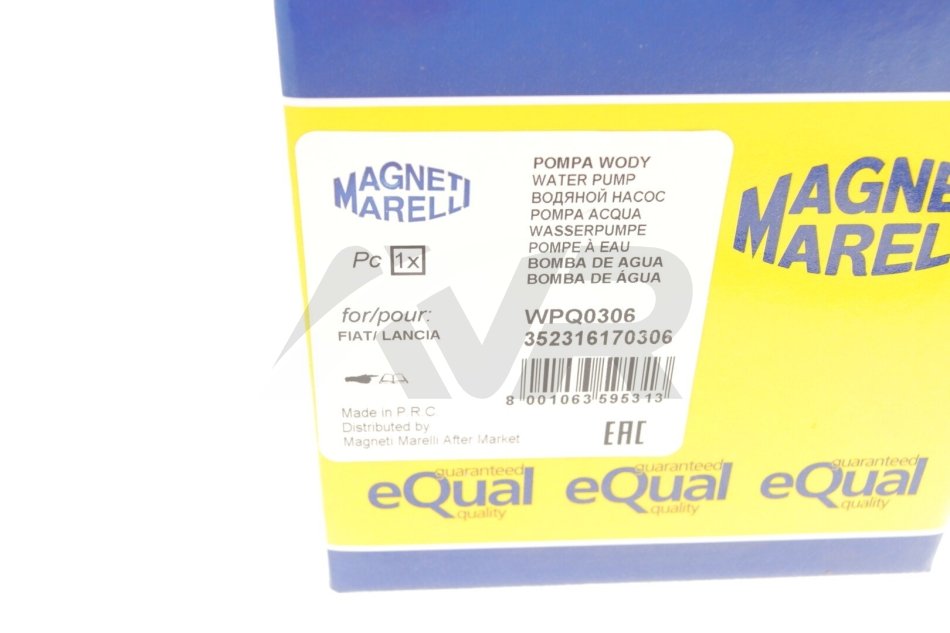 MAGNETI
MARELLI
Pc 1x
for/pour:
FIAT/ LANCIA
POMPA WODY
WATER PUMP
ВОДЯНОЙ НАСОС
POMPA ACQUA
WASSERPUMPE
POMPE À EAU
BOMBA DE AGUA
BOMBA DE ÁGUA
WPQ0306
352316170306
8 001063 595313
Made in P.R.C
Distributed by
Magneti Marelli After Market
EAC
MAGNE
MARELL
guaranteed
eQual
quality
guaranteed
eQual
quality
guaranteed
eQual
quality